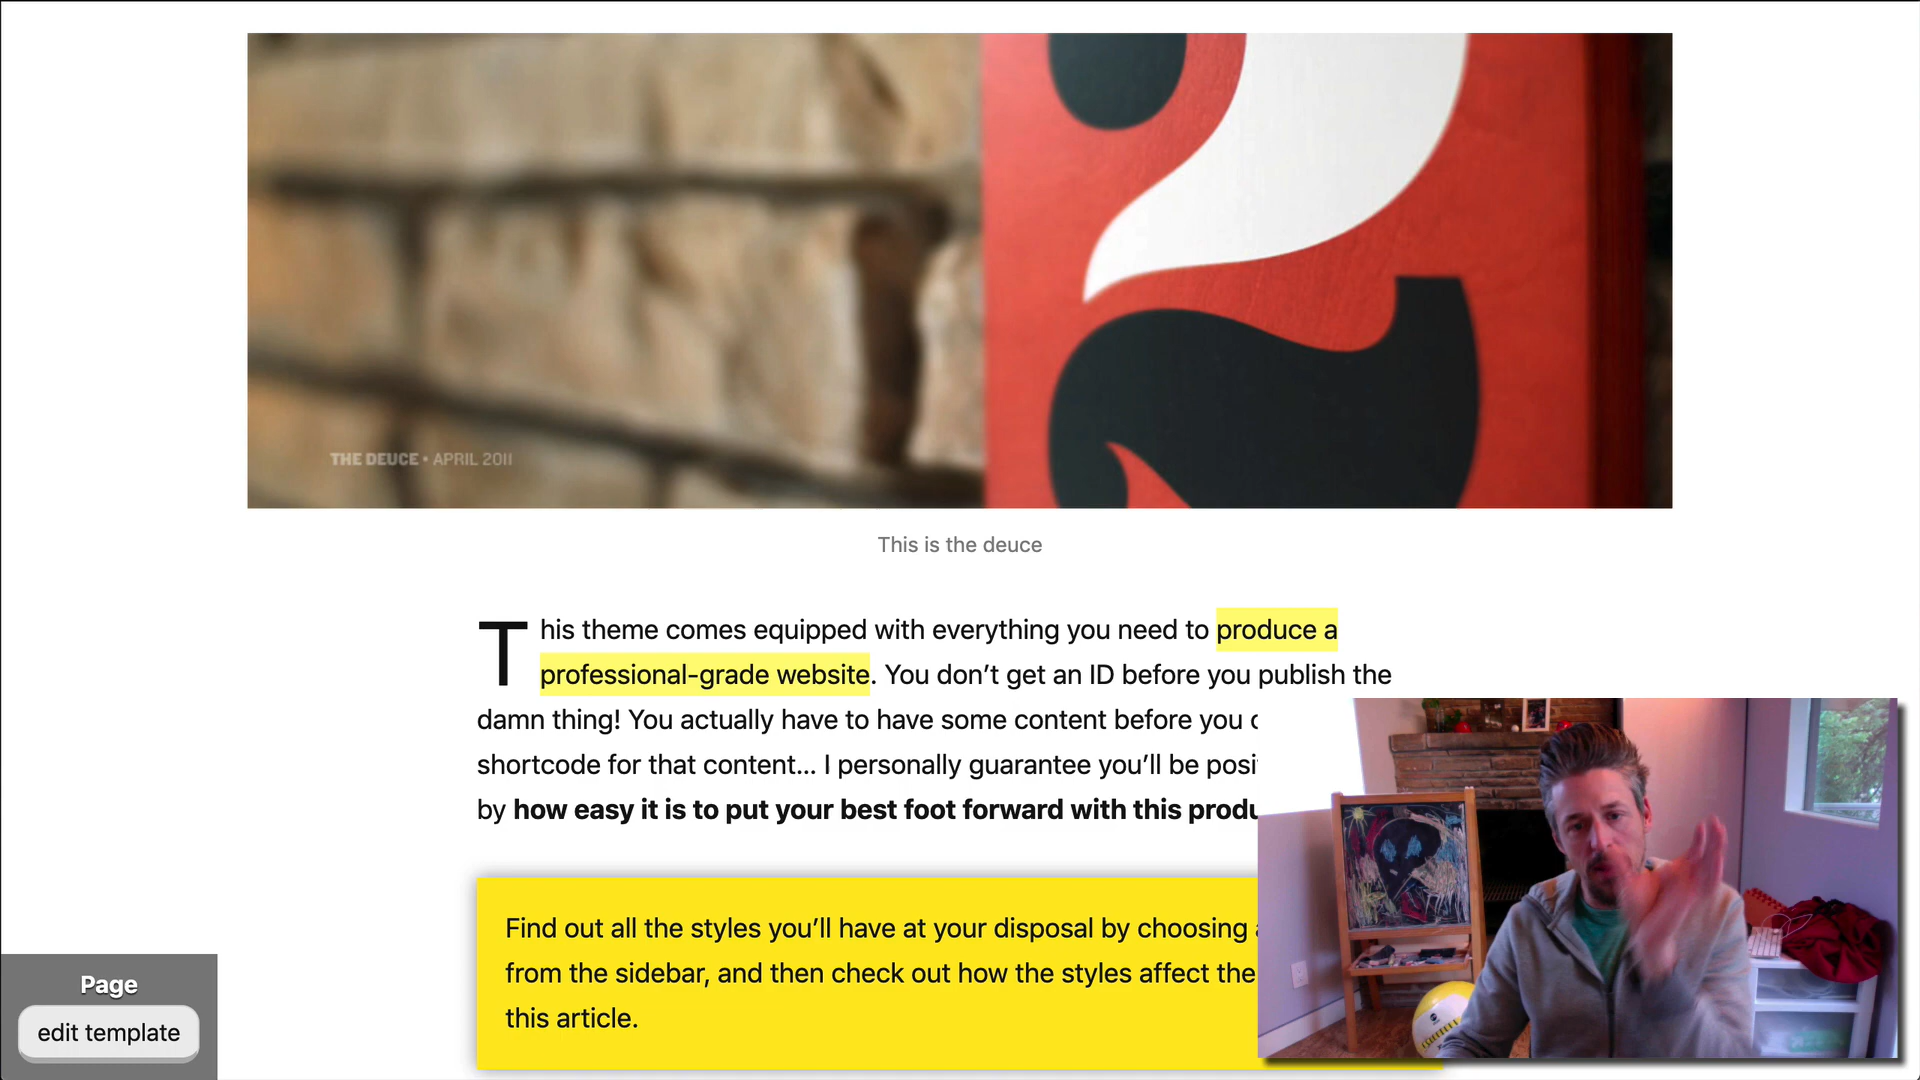 THE DEUCE • APRIL 2011
This is the deuce
This theme comes equipped with everything you need to produce a
professional-grade website. You don’t get an ID before you publish the
damn thing! You actually have to have some content before you
shortcode for that content... I personally guarantee you’ll be
by how easy it is to put your best foot forward with this
Find out all the styles you’ll have at your disposal by choosing
from the sidebar, and then check out how the styles affect the
this article.
Page
edit template